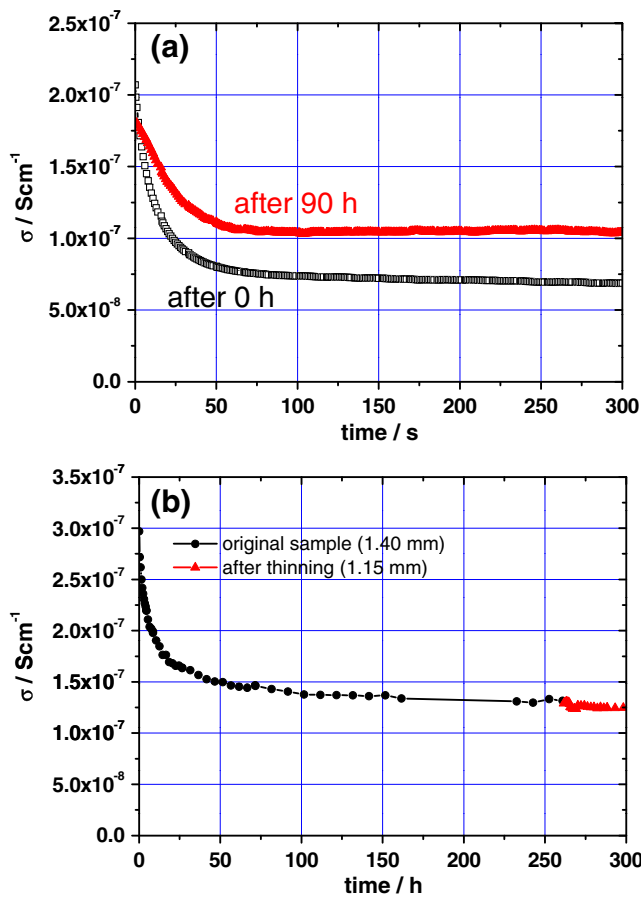 (a)
2.5x10⁻⁷
2.0x10⁻⁷
1.5x10⁻⁷
1.0x10⁻⁷
5.0x10⁻⁸
0.0
σ / Scm⁻¹
after 90 h
after 0 h
0 50 100 150 200 250 300
time / s
(b)
3.5x10⁻⁷
3.0x10⁻⁷
2.5x10⁻⁷
2.0x10⁻⁷
1.5x10⁻⁷
1.0x10⁻⁷
5.0x10⁻⁸
0.0
σ / Scm⁻¹
original sample (1.40 mm)
after thinning (1.15 mm)
0 50 100 150 200 250 300
time / h